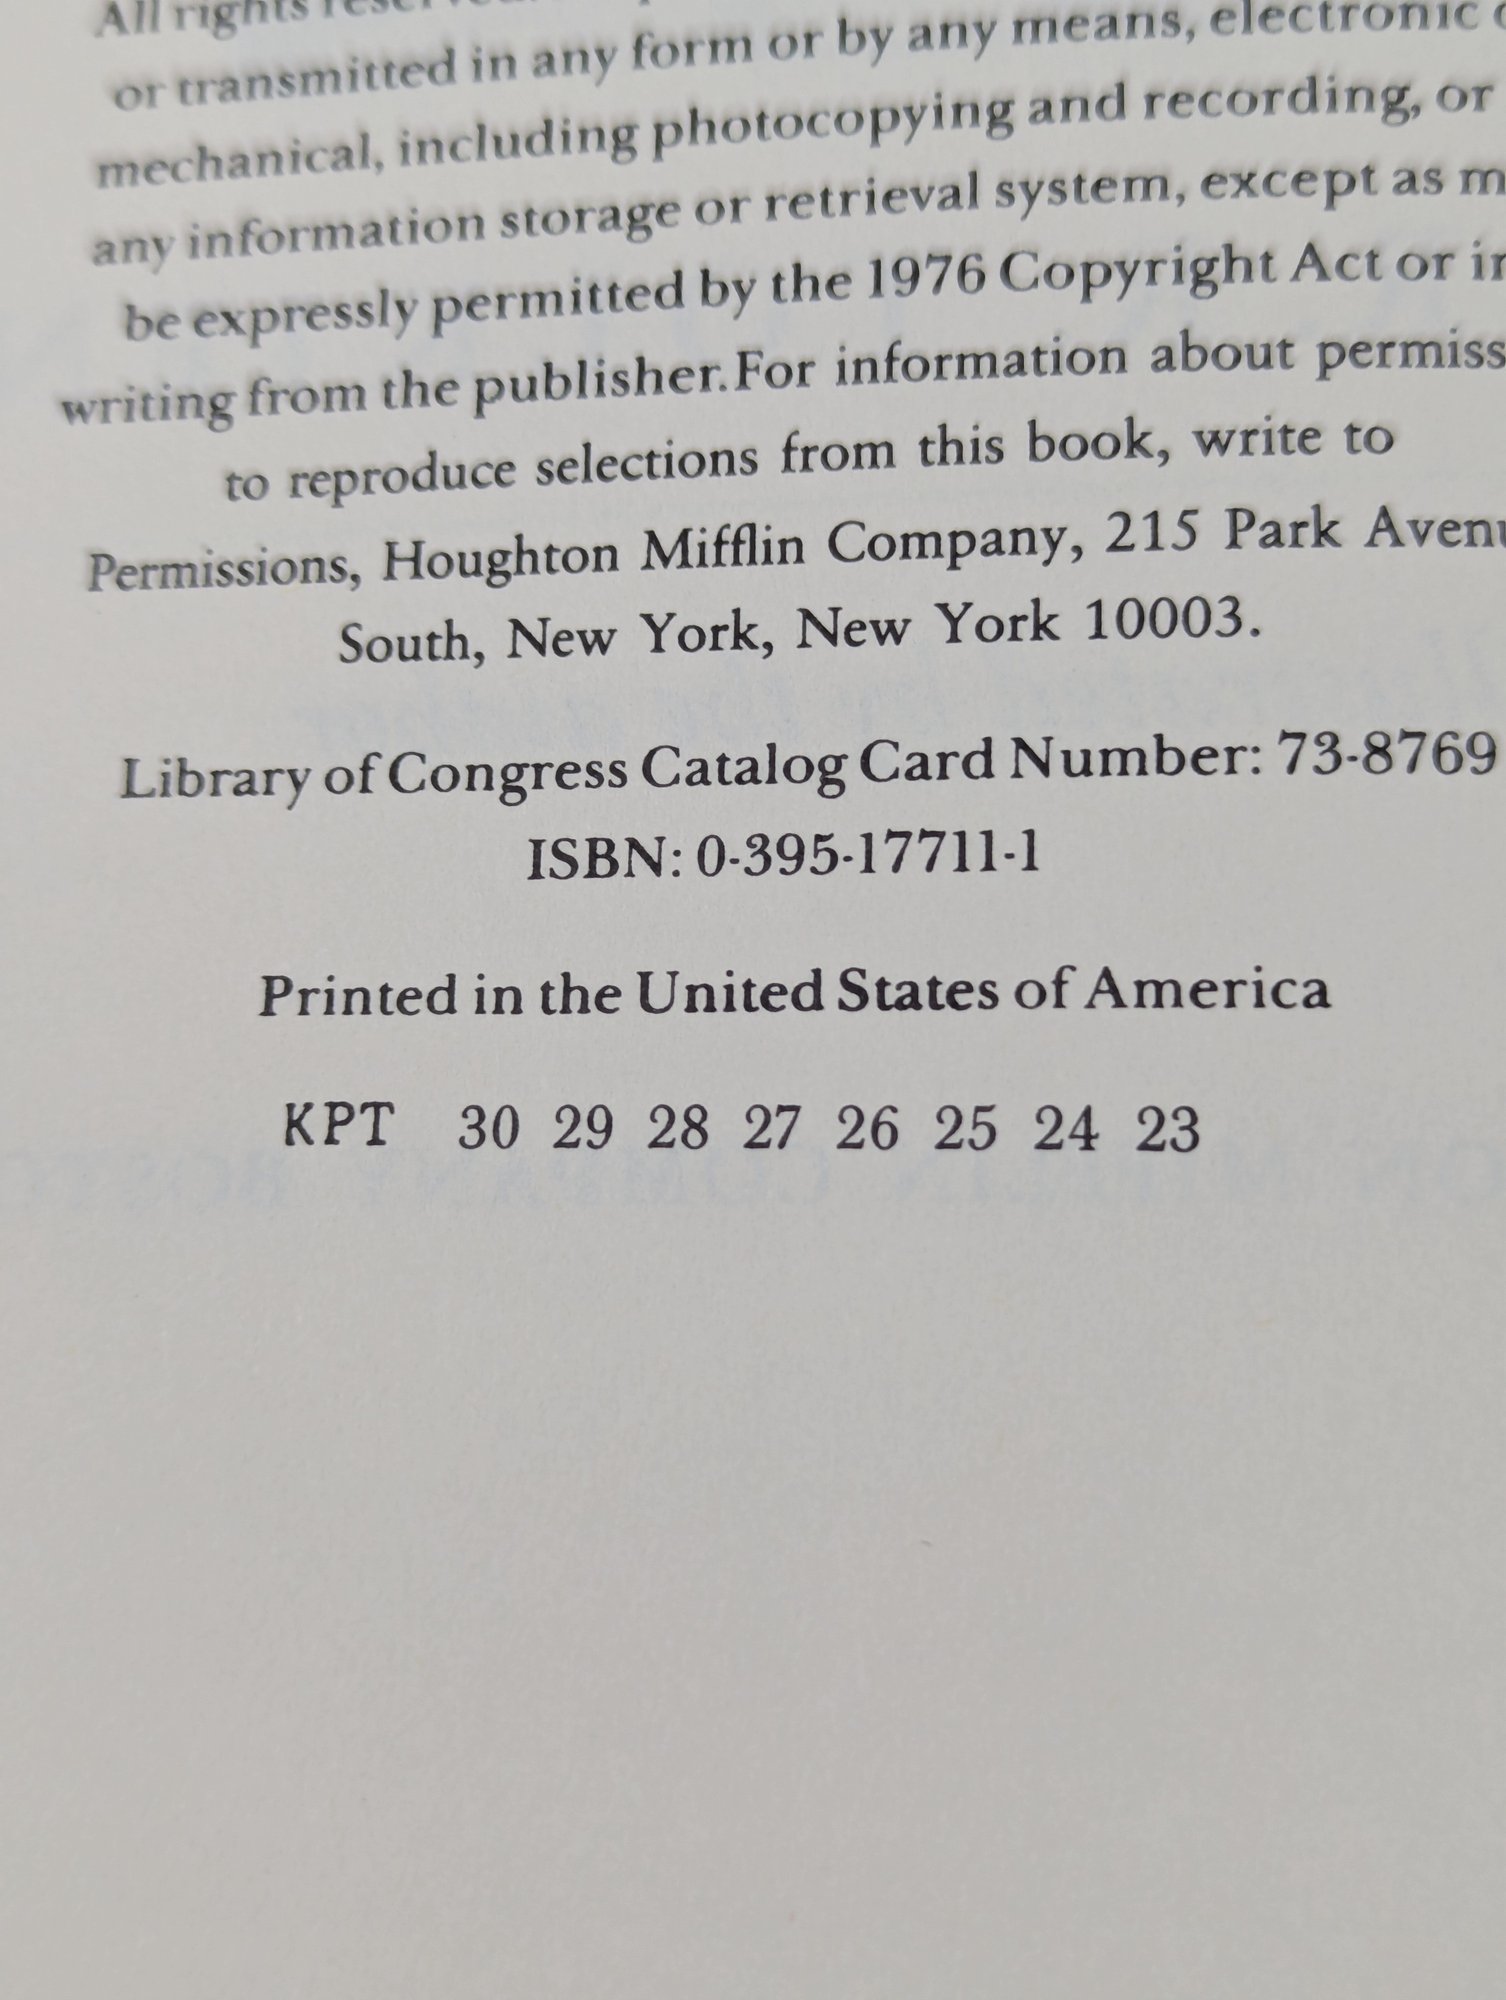 All rights
or transmitted in any form or by any means, electronic
mechanical, including photocopying and recording, or
any information storage or retrieval system, except as
be expressly permitted by the 1976 Copyright Act or
writing from the publisher. For information about
to reproduce selections from this book, write to
Permissions, Houghton Mifflin Company, 215 Park
South, New York, New York 10003.
Library of Congress Catalog Card Number: 73-8769
ISBN: 0-395-17711-1
Printed in the United States of America
KPT 30 29 28 27 26 25 24 23